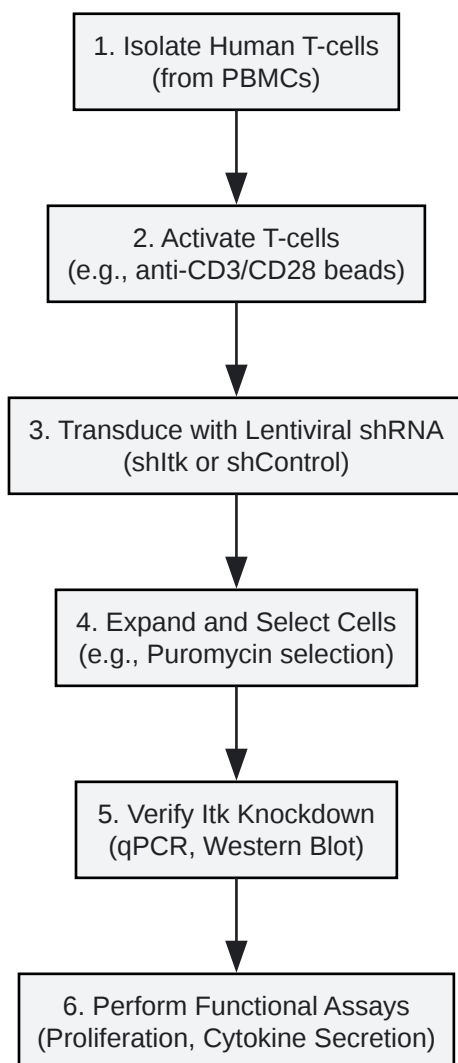 1. Isolate Human T-cells
(from PBMCs)
2. Activate T-cells
(e.g., anti-CD3/CD28 beads)
3. Transduce with Lentiviral shRNA
(shItk or shControl)
4. Expand and Select Cells
(e.g., Puromycin selection)
5. Verify Itk Knockdown
(qPCR, Western Blot)
6. Perform Functional Assays
(Proliferation, Cytokine Secretion)